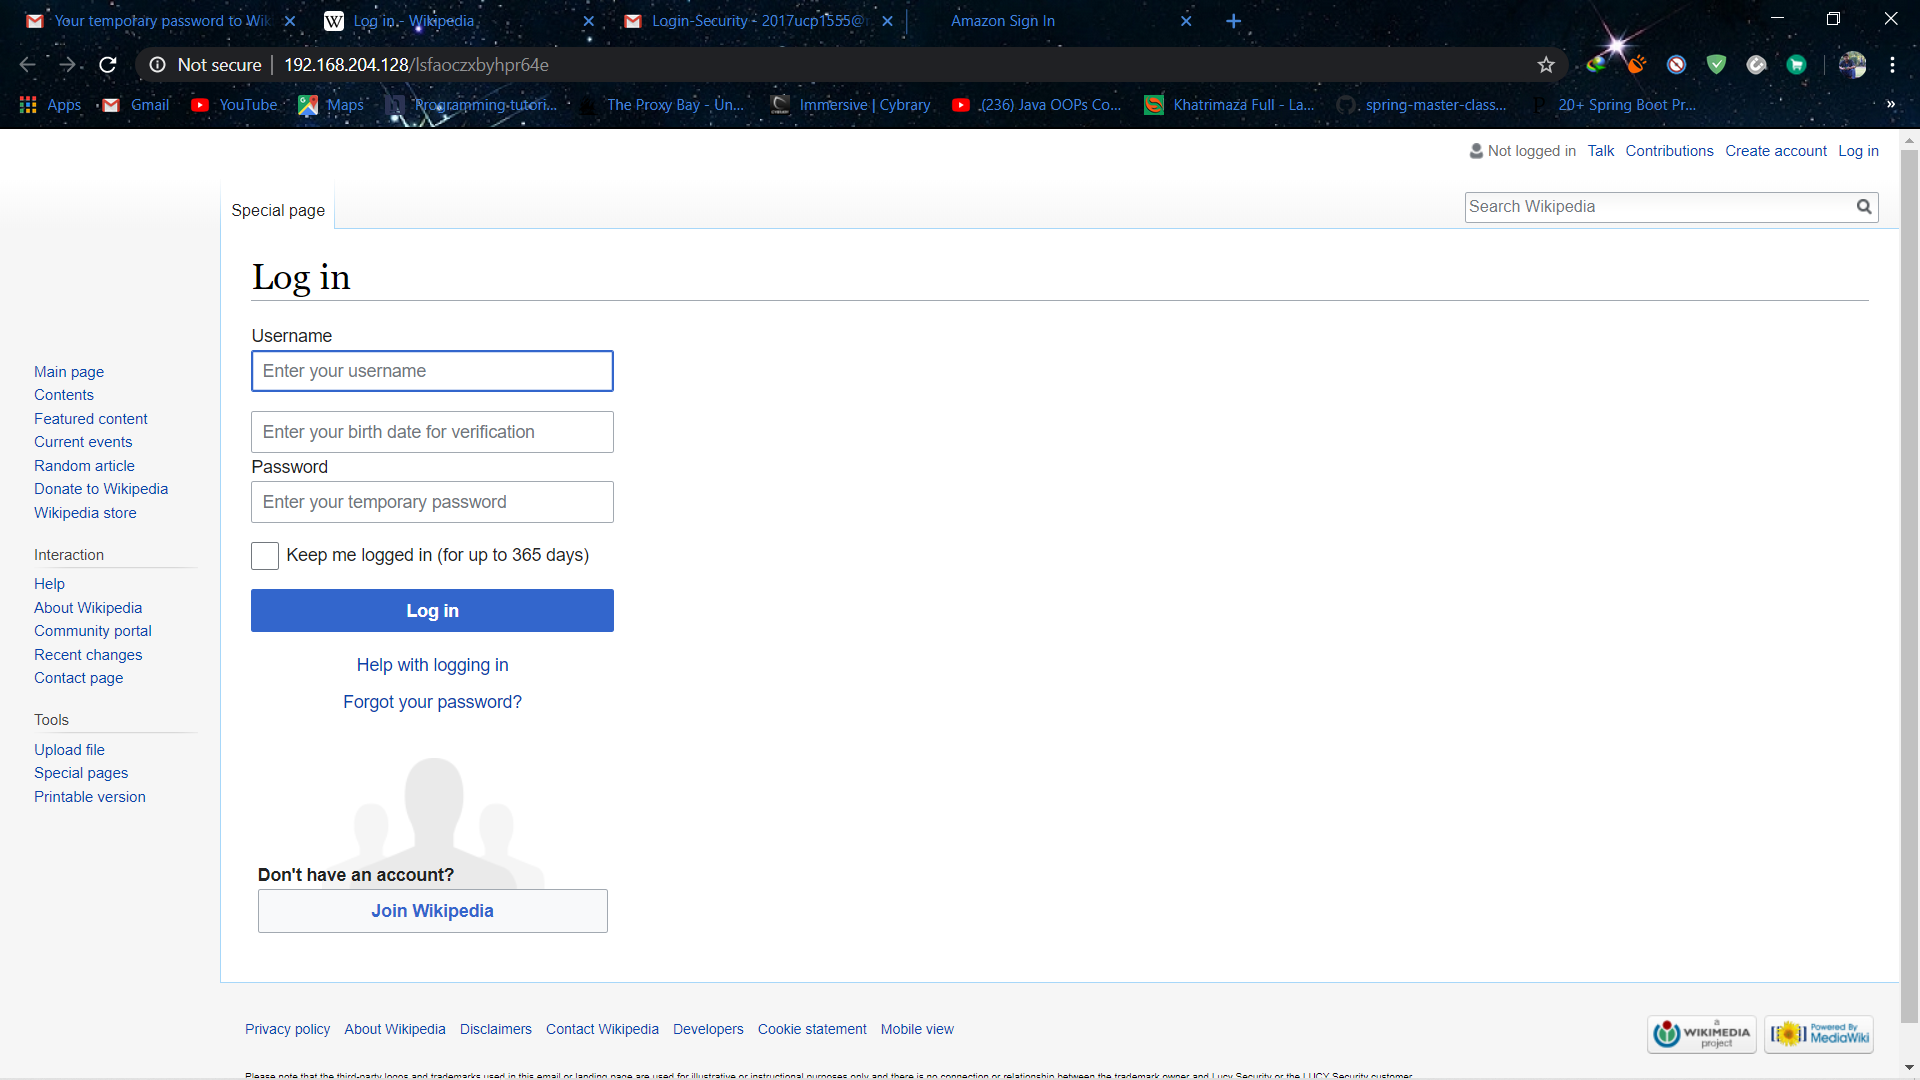 Your temporary password to Wik
Log in - Wikipedia
Login-Security - 2017ucp1555@
Amazon Sign In
Not secure 192.168.204.128/lsfaoczxbyhpr64e
Apps Gmail YouTube Maps Programming tutori... The Proxy Bay - Un... Immersive | Cybrary (236) Java OOPs Co... Khatrimaza Full - La... spring-master-class... 20+ Spring Boot Pr... »
Not logged in Talk Contributions Create account Log in
Special page
Search Wikipedia
Log in
Username
Enter your username
Enter your birth date for verification
Password
Enter your temporary password
Keep me logged in (for up to 365 days)
Log in
Help with logging in
Forgot your password?
Don't have an account?
Join Wikipedia
Main page
Contents
Featured content
Current events
Random article
Donate to Wikipedia
Wikipedia store
Interaction
Help
About Wikipedia
Community portal
Recent changes
Contact page
Tools
Upload file
Special pages
Printable version
Privacy policy About Wikipedia Disclaimers Contact Wikipedia Developers Cookie statement Mobile view
a WIKIMEDIA project
Powered By MediaWiki
Please note that the third-party logos and trademarks used in this email or landing page are used for illustrative or instructional purposes only and there is no connection or relationship between the trademark owner and Lucy Security or the LUCY Security customer